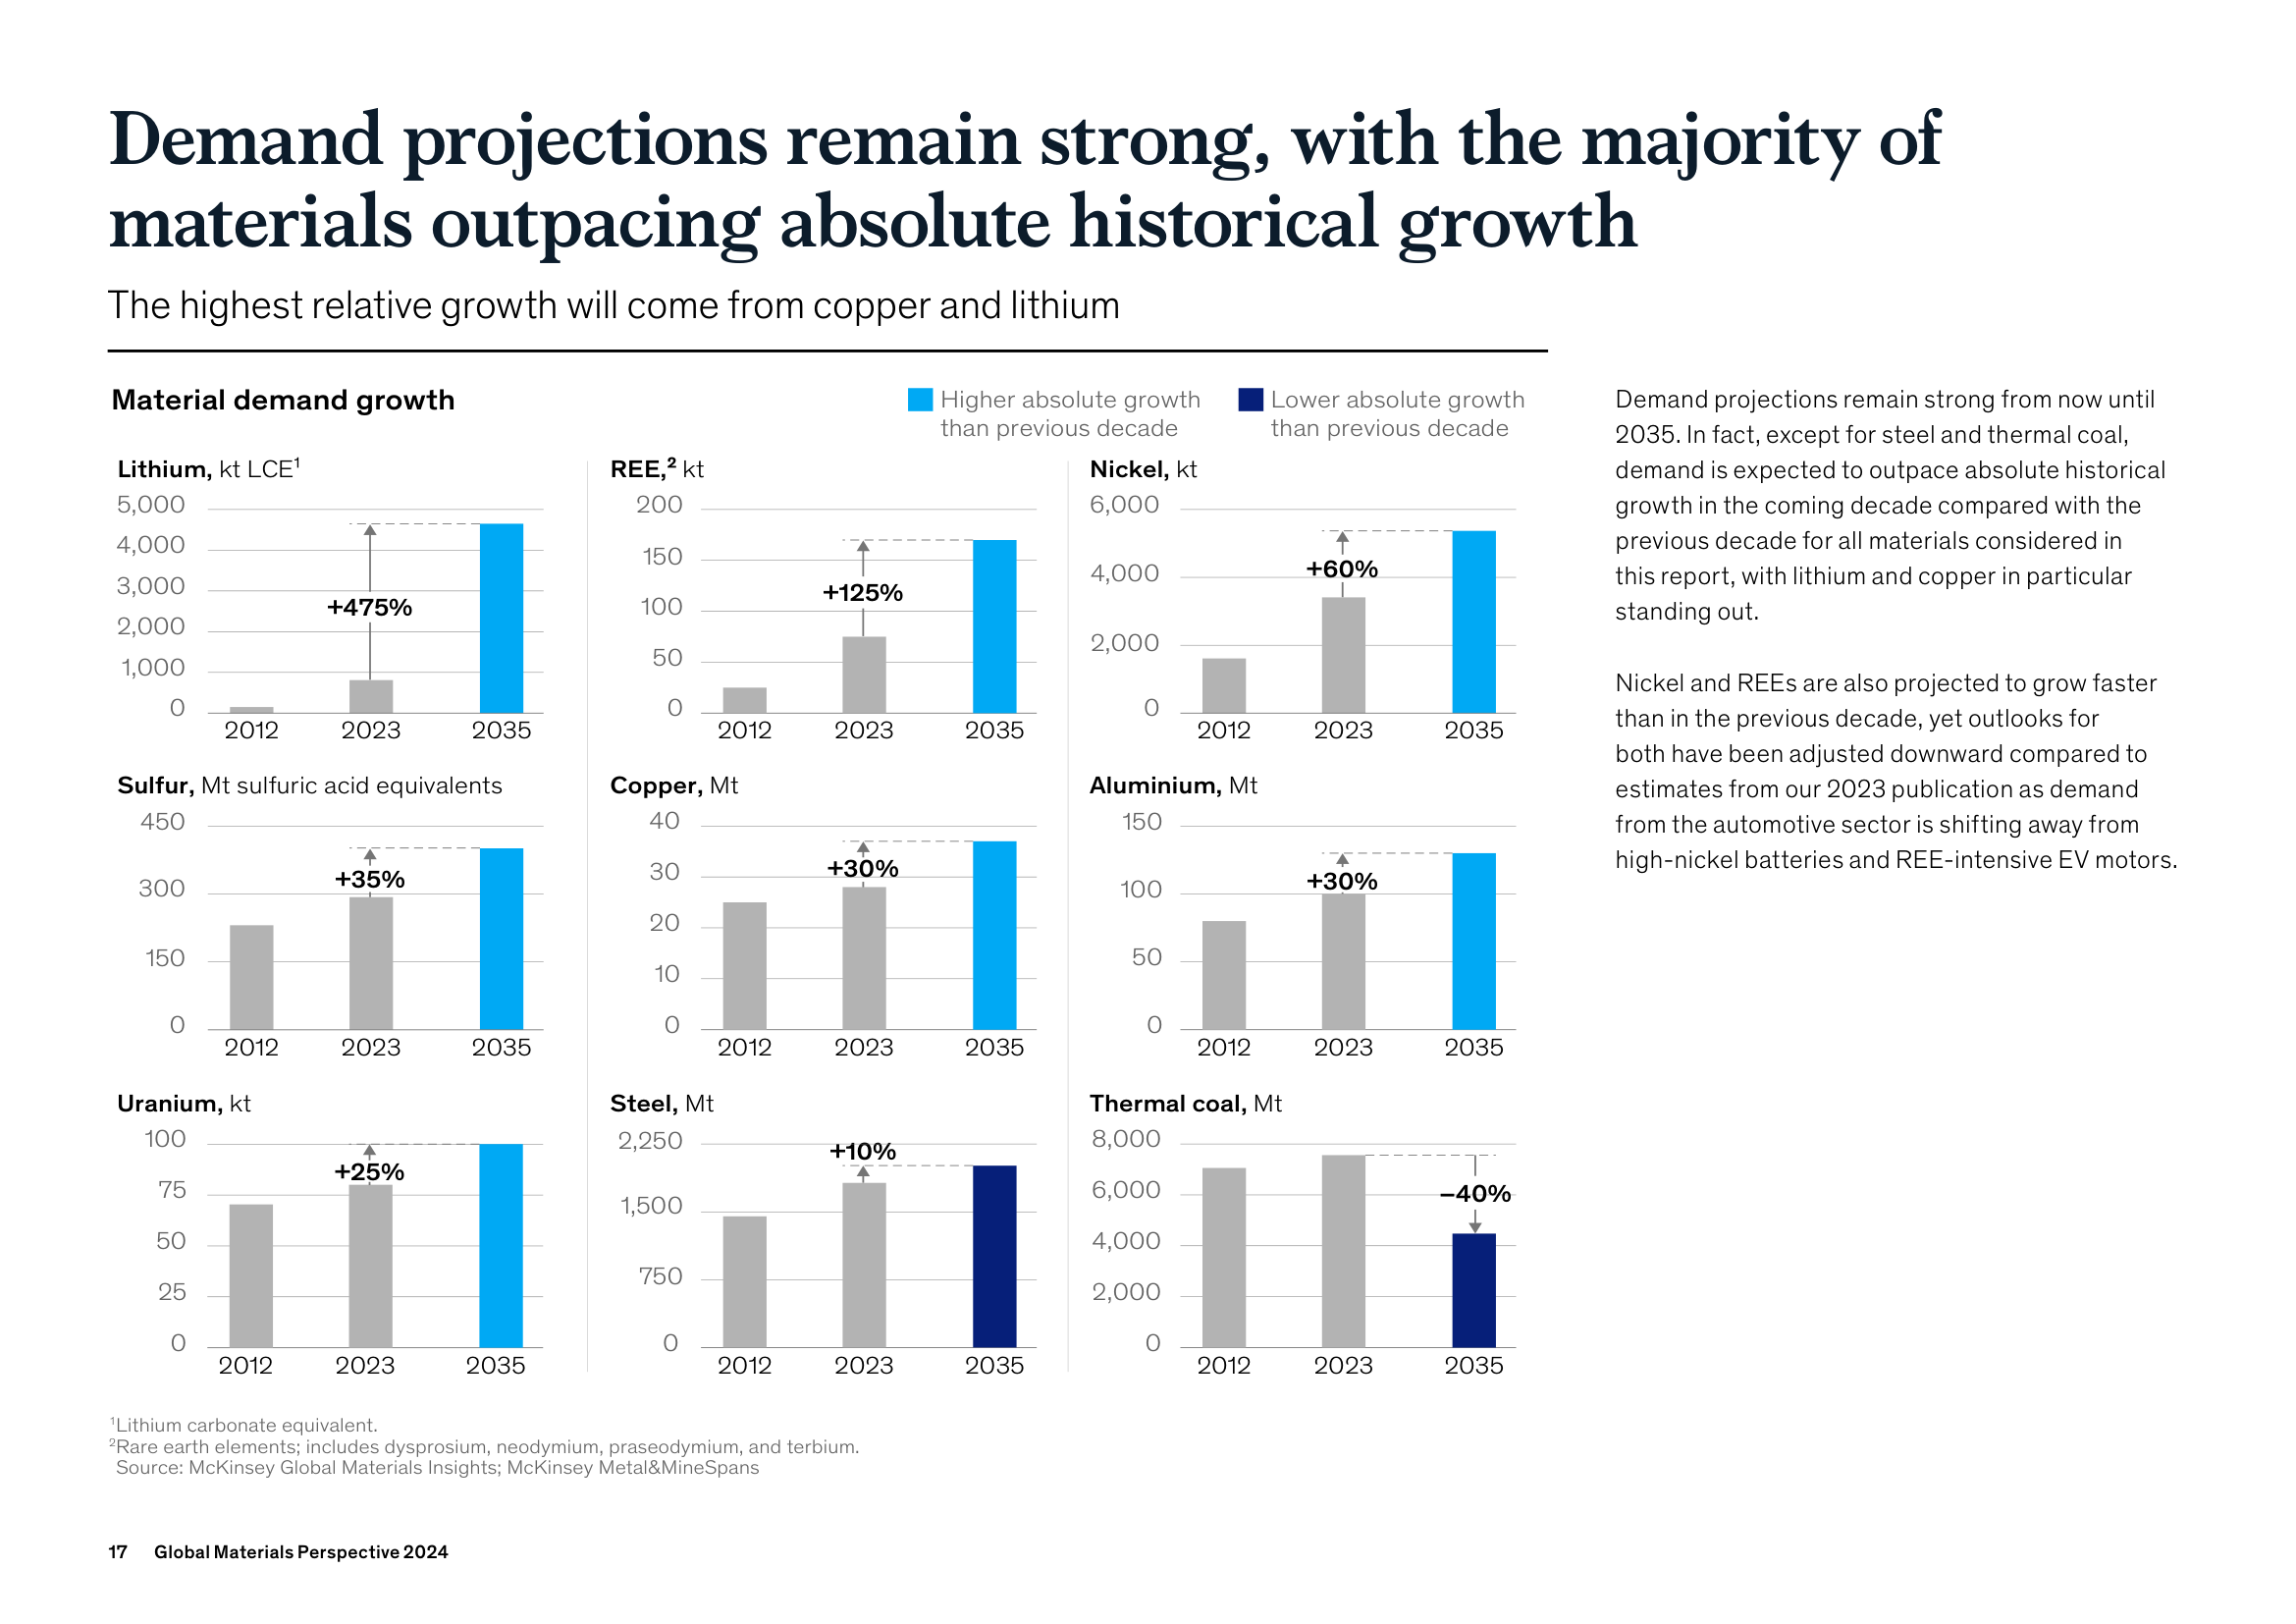 Demand projections remain strong, with the majority of
materials outpacing absolute historical growth
The highest relative growth will come from copper and lithium
Material demand growth
Higher absolute growth
than previous decade
Lower absolute growth
than previous decade
Lithium, kt LCE¹
5,000
4,000
3,000
2,000
1,000
0
+475%
2012 2023 2035
REE,² kt
200
150
100
50
0
+125%
2012 2023 2035
Nickel, kt
6,000
4,000
2,000
0
+60%
2012 2023 2035
Sulfur, Mt sulfuric acid equivalents
450
300
150
0
+35%
2012 2023 2035
Copper, Mt
40
30
20
10
0
+30%
2012 2023 2035
Aluminium, Mt
150
100
50
0
+30%
2012 2023 2035
Uranium, kt
100
75
50
25
0
+25%
2012 2023 2035
Steel, Mt
2,250
1,500
750
0
+10%
2012 2023 2035
Thermal coal, Mt
8,000
6,000
4,000
2,000
0
–40%
2012 2023 2035
Demand projections remain strong from now until
2035. In fact, except for steel and thermal coal,
demand is expected to outpace absolute historical
growth in the coming decade compared with the
previous decade for all materials considered in
this report, with lithium and copper in particular
standing out.
Nickel and REEs are also projected to grow faster
than in the previous decade, yet outlooks for
both have been adjusted downward compared to
estimates from our 2023 publication as demand
from the automotive sector is shifting away from
high-nickel batteries and REE-intensive EV motors.
¹Lithium carbonate equivalent.
²Rare earth elements; includes dysprosium, neodymium, praseodymium, and terbium.
Source: McKinsey Global Materials Insights; McKinsey Metal&MineSpans
17 Global Materials Perspective 2024